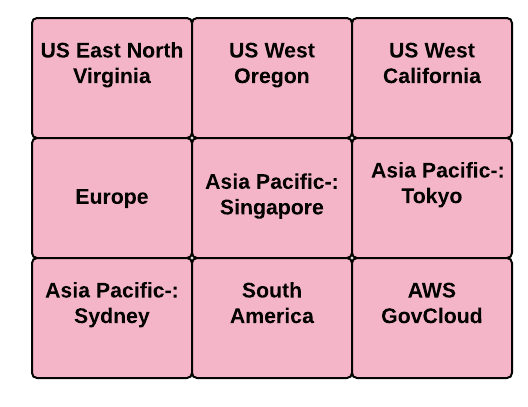 US East North
Virginia
US West
Oregon
US West
California
Europe
Asia Pacific-:
Singapore
Asia Pacific-:
Tokyo
Asia Pacific-:
Sydney
South
America
AWS
GovCloud